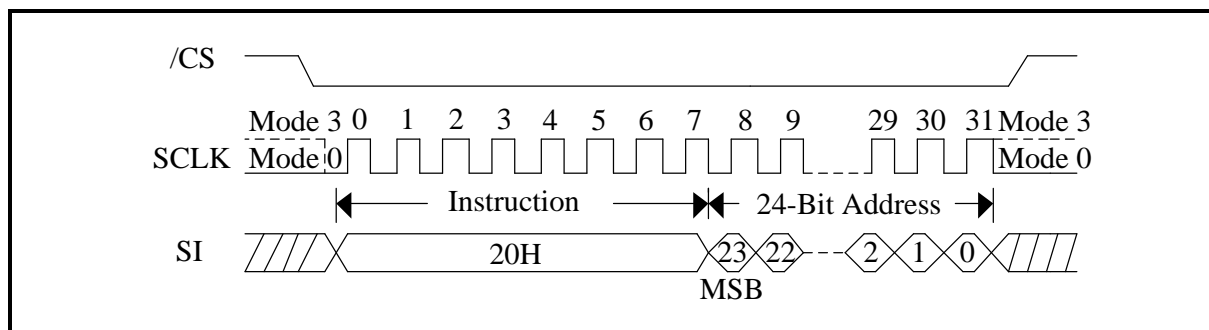 /CS
Mode 3 0 1 2 3 4 5 6 7 8 9 29 30 31 Mode 3
SCLK Mode 0 Mode 0
Instruction 24-Bit Address
SI 20H 23 22 2 1 0
MSB